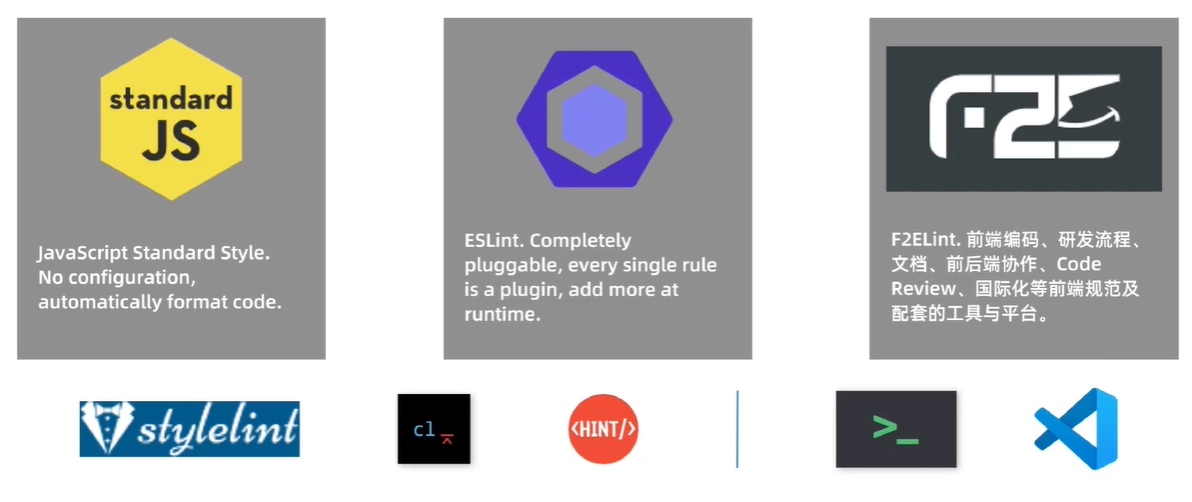 standard
JS
JavaScript Standard Style.
No configuration,
automatically format code.
ESLint. Completely
pluggable, every single rule
is a plugin, add more at
runtime.
F2E
F2ELint. 前端编码、研发流程、
文档、前后端协作、Code
Review、国际化等前端规范及
配套的工具与平台。
stylelint
cl
<HINT/>
>_